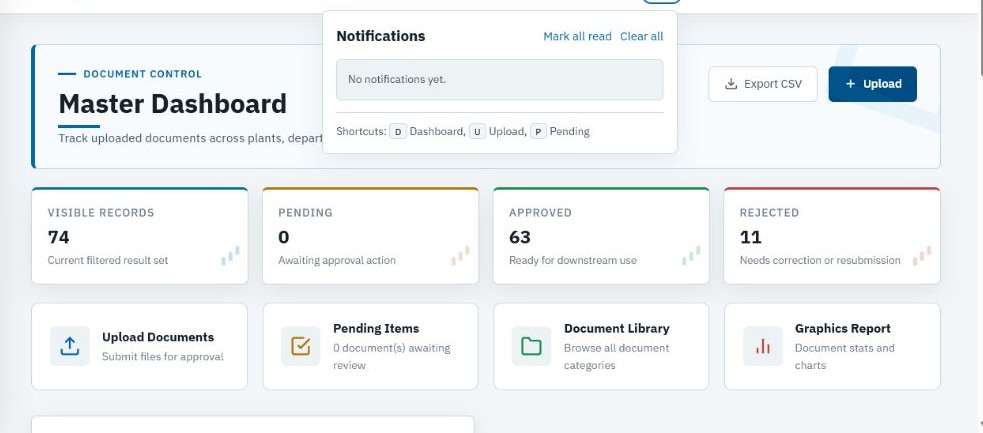 Notifications
Mark all read Clear all
No notifications yet.
Shortcuts: D Dashboard, U Upload, P Pending
DOCUMENT CONTROL
Master Dashboard
Track uploaded documents across plants,
Export CSV
+ Upload
VISIBLE RECORDS
74
Current filtered result set
PENDING
0
Awaiting approval action
APPROVED
63
Ready for downstream use
REJECTED
11
Needs correction or resubmission
Upload Documents
Submit files for approval
Pending Items
0 document(s) awaiting
review
Document Library
Browse all document
categories
Graphics Report
Document stats and
charts